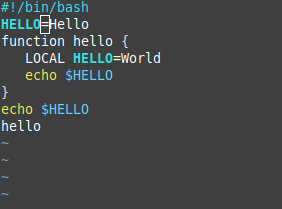 #!/bin/bash
HELLO=Hello
function hello {
   LOCAL HELLO=World
   echo $HELLO
}
echo $HELLO
hello
~
~
~
~